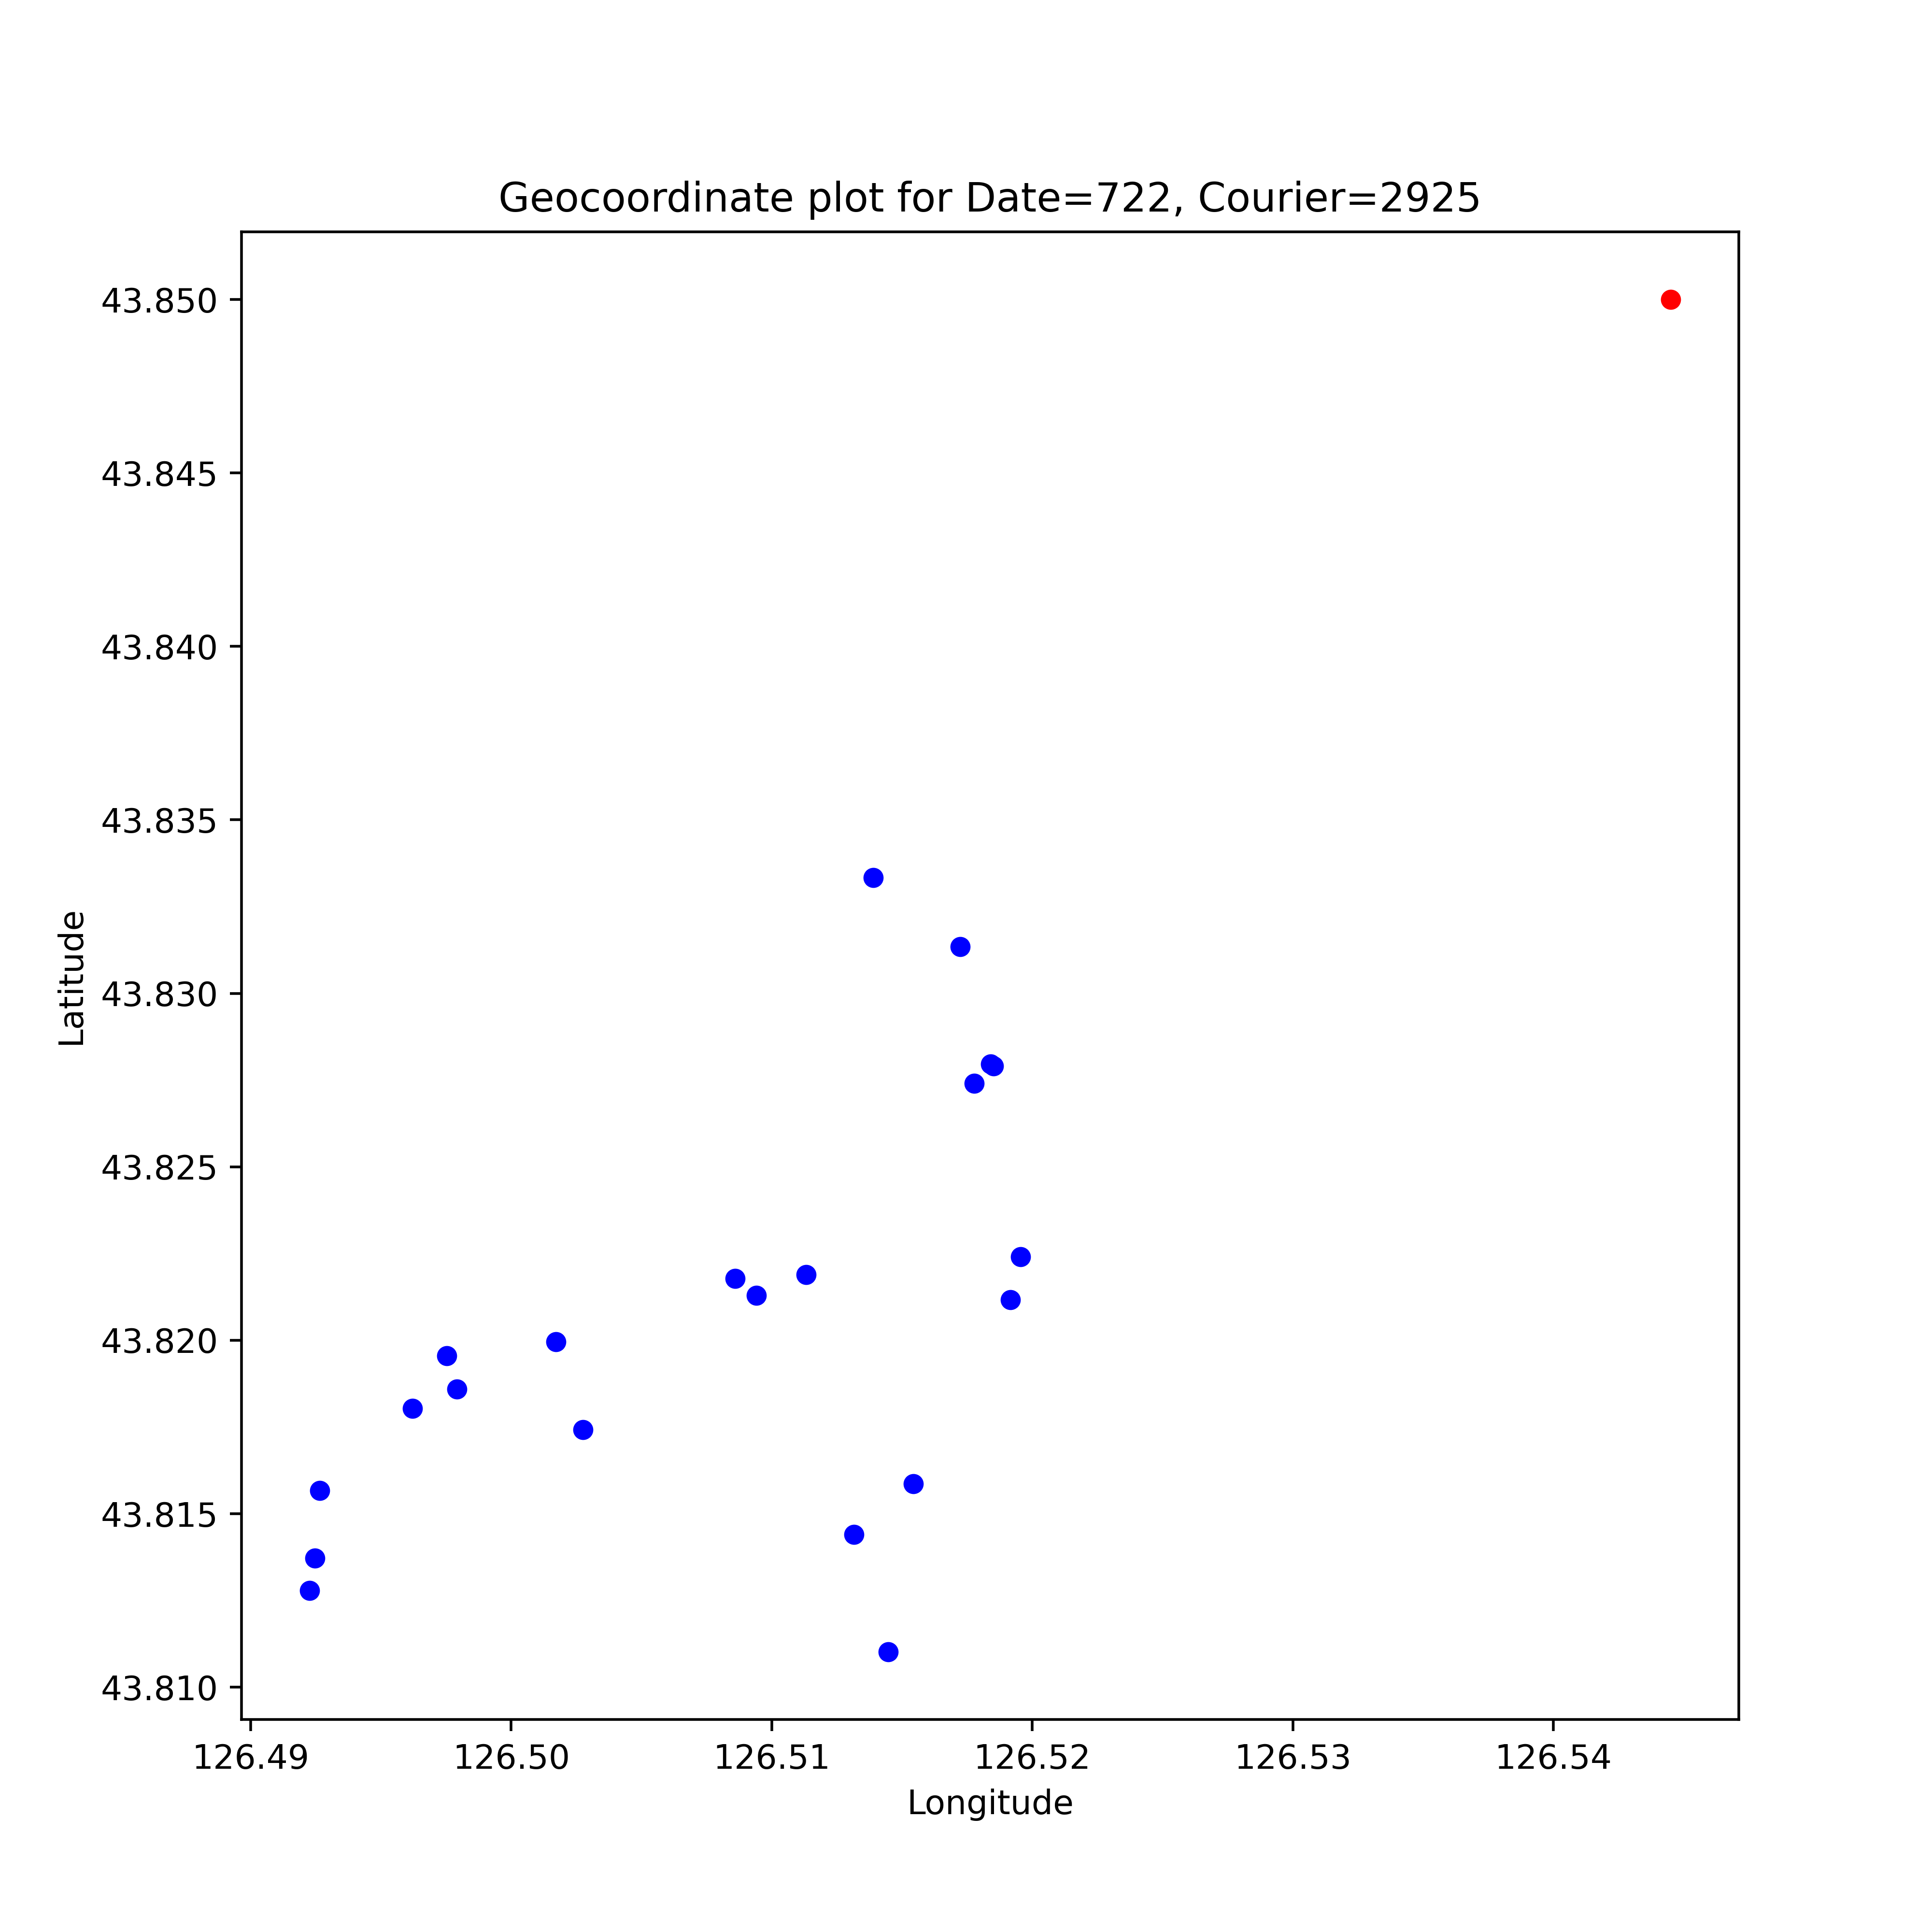 Geocoordinate plot for Date=722, Courier=2925
43.850
43.845
43.840
43.835
43.830
43.825
43.820
43.815
43.810
Latitude
126.49 126.50 126.51 126.52 126.53 126.54
Longitude